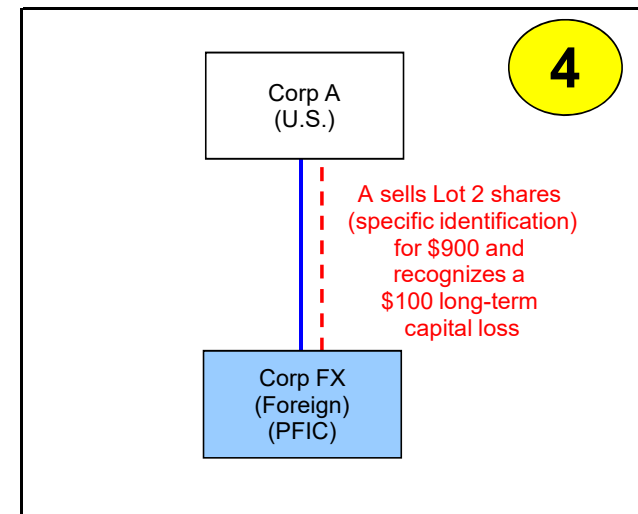 4
Corp A
(U.S.)
A sells Lot 2 shares
(specific identification)
for $900 and
recognizes a
$100 long-term
capital loss
Corp FX
(Foreign)
(PFIC)